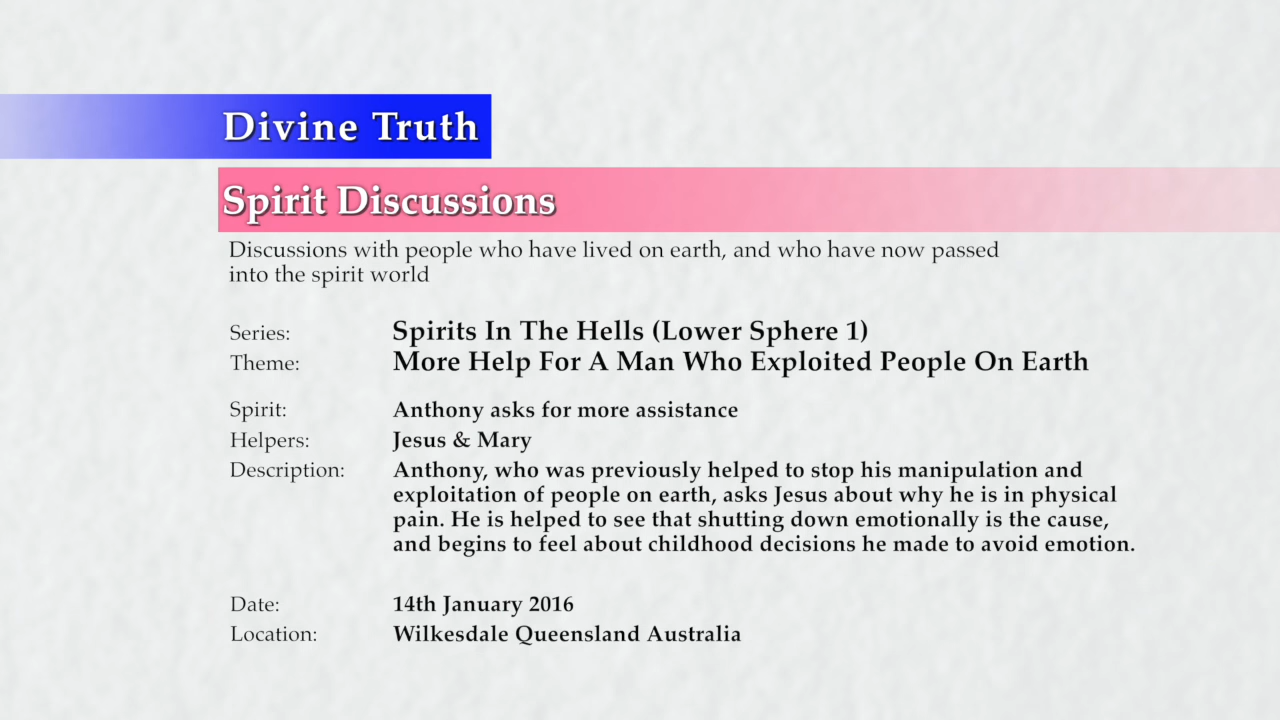 Divine Truth
Spirit Discussions
Discussions with people who have lived on earth, and who have now passed
into the spirit world
Series: Spirits In The Hells (Lower Sphere 1)
Theme: More Help For A Man Who Exploited People On Earth
Spirit: Anthony asks for more assistance
Helpers: Jesus & Mary
Description: Anthony, who was previously helped to stop his manipulation and
exploitation of people on earth, asks Jesus about why he is in physical
pain. He is helped to see that shutting down emotionally is the cause,
and begins to feel about childhood decisions he made to avoid emotion.
Date: 14th January 2016
Location: Wilkesdale Queensland Australia